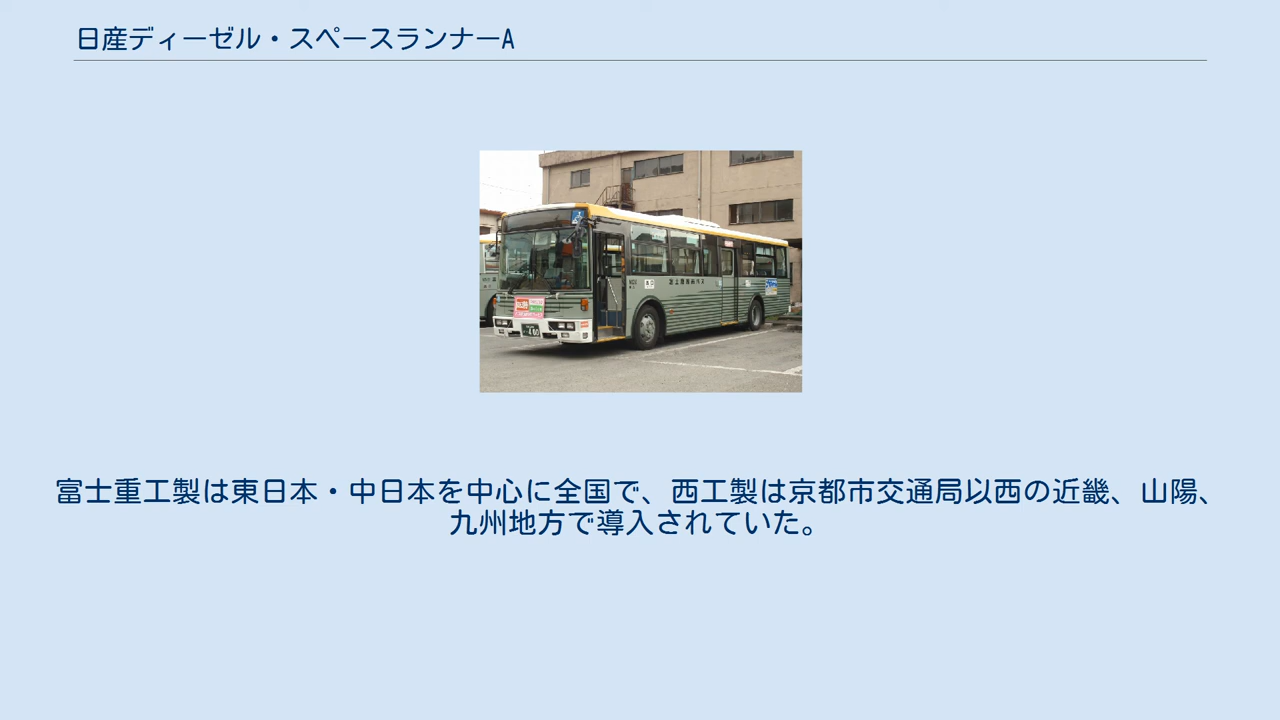 日産ディーゼル・スペースランナーA
富士重工製は東日本・中日本を中心に全国で、西工製は京都市交通局以西の近畿、山陽、
九州地方で導入されていた。